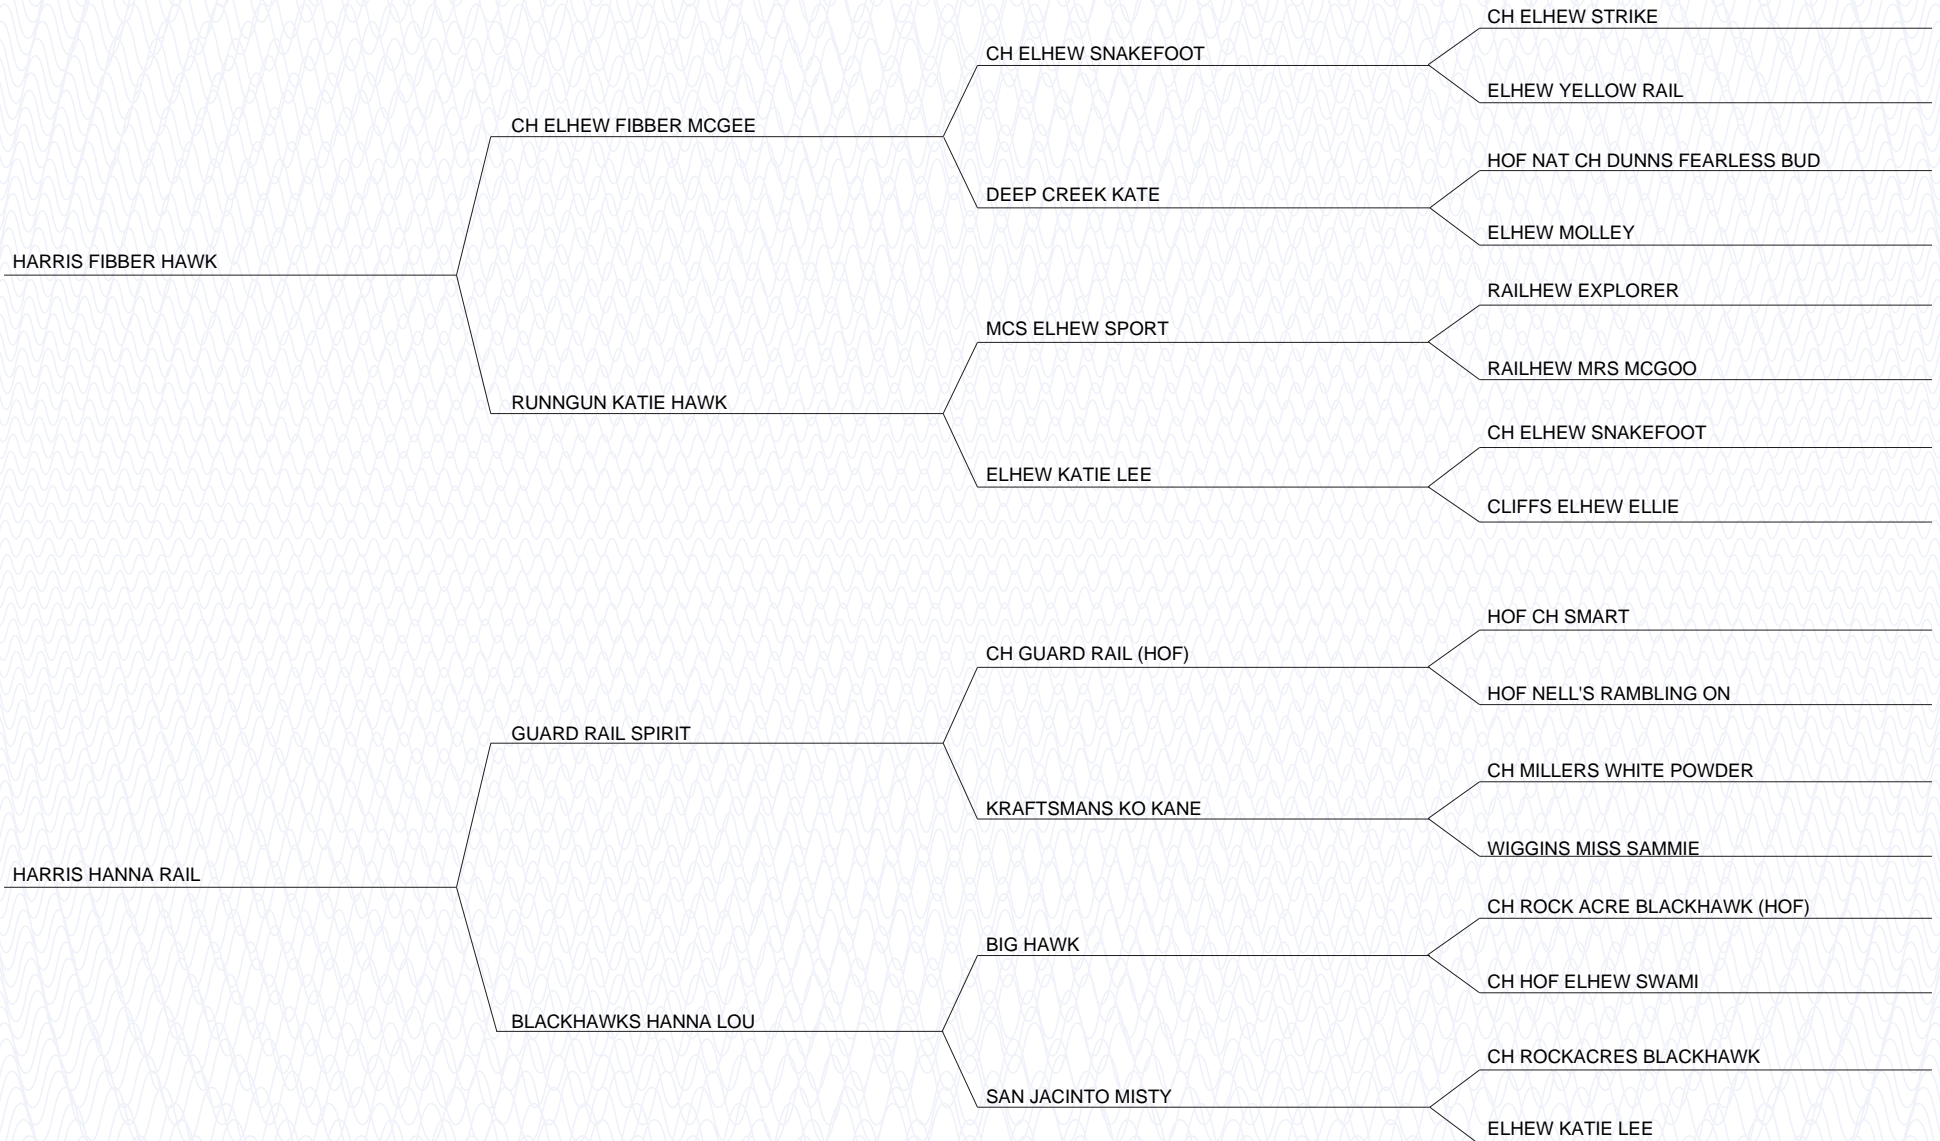 CH ELHEW STRIKE
CH ELHEW SNAKEFOOT
ELHEW YELLOW RAIL
CH ELHEW FIBBER MCGEE
HOF NAT CH DUNNS FEARLESS BUD
DEEP CREEK KATE
ELHEW MOLLEY
HARRIS FIBBER HAWK
RAILHEW EXPLORER
MCS ELHEW SPORT
RAILHEW MRS MCGOO
RUNNGUN KATIE HAWK
CH ELHEW SNAKEFOOT
ELHEW KATIE LEE
CLIFFS ELHEW ELLIE
HOF CH SMART
CH GUARD RAIL (HOF)
HOF NELL'S RAMBLING ON
GUARD RAIL SPIRIT
CH MILLERS WHITE POWDER
KRAFTSMANS KO KANE
WIGGINS MISS SAMMIE
HARRIS HANNA RAIL
CH ROCK ACRE BLACKHAWK (HOF)
BIG HAWK
CH HOF ELHEW SWAMI
BLACKHAWKS HANNA LOU
CH ROCKACRES BLACKHAWK
SAN JACINTO MISTY
ELHEW KATIE LEE